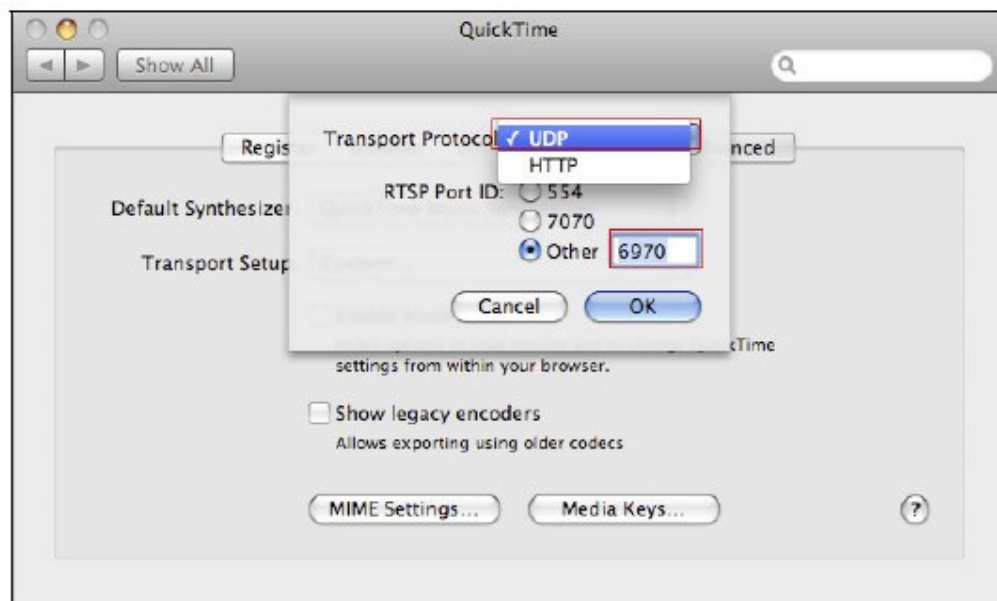 QuickTime
Show All
Transport Protocol ✓ UDP
HTTP
Regis nced
RTSP Port ID: 554
Default Synthesizer
7070
Other 6970
Transport Setup
Cancel OK
kTime
settings from within your browser.
Show legacy encoders
Allows exporting using older codecs
MIME Settings... Media Keys... ?